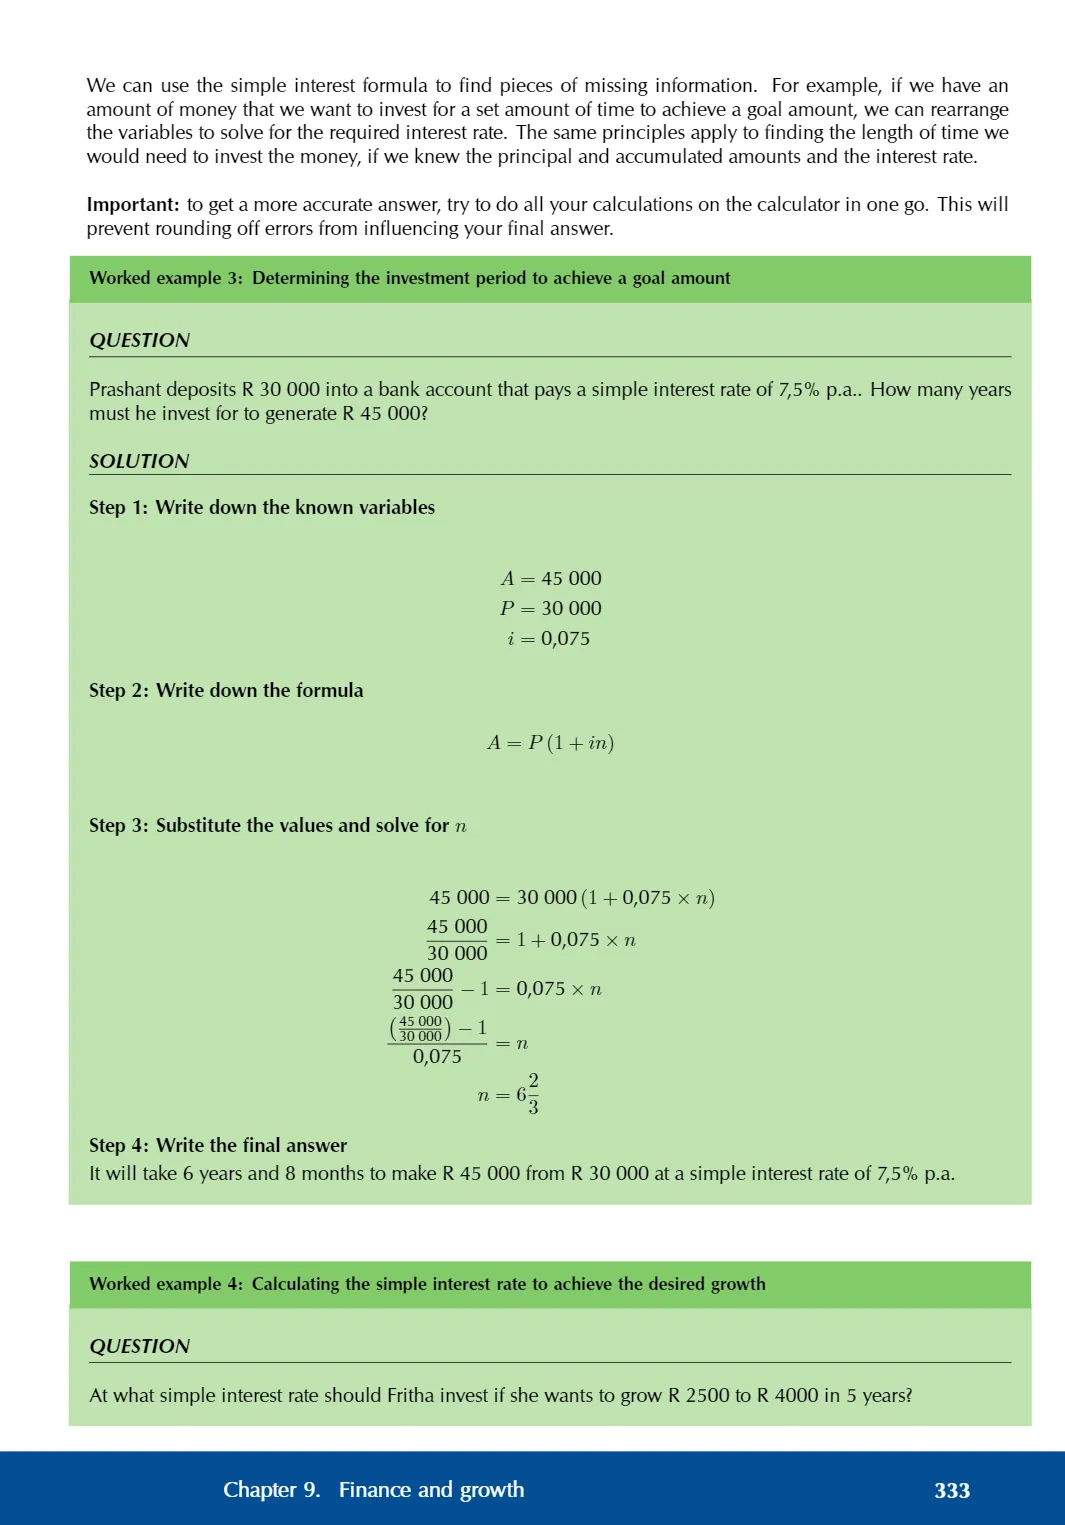 We can use the simple interest formula to find pieces of missing information. For example, if we have an
amount of money that we want to invest for a set amount of time to achieve a goal amount, we can rearrange
the variables to solve for the required interest rate. The same principles apply to finding the length of time we
would need to invest the money, if we knew the principal and accumulated amounts and the interest rate.
Important: to get a more accurate answer, try to do all your calculations on the calculator in one go. This will
prevent rounding off errors from influencing your final answer.
Worked example 3: Determining the investment period to achieve a goal amount
QUESTION
Prashant deposits R 30 000 into a bank account that pays a simple interest rate of 7,5% p.a.. How many years
must he invest for to generate R 45 000?
SOLUTION
Step 1: Write down the known variables
A = 45 000
P = 30 000
i = 0,075
Step 2: Write down the formula
A = P (1 + in)
Step 3: Substitute the values and solve for n
45 000 = 30 000 (1 + 0,075 × n)
45 000
30 000
= 1 + 0,075 × n
45 000
30 000
− 1 = 0,075 × n
(45 000
30 000) − 1
0,075
= n
n = 6 2
3
Step 4: Write the final answer
It will take 6 years and 8 months to make R 45 000 from R 30 000 at a simple interest rate of 7,5% p.a.
Worked example 4: Calculating the simple interest rate to achieve the desired growth
QUESTION
At what simple interest rate should Fritha invest if she wants to grow R 2500 to R 4000 in 5 years?
Chapter 9. Finance and growth 333